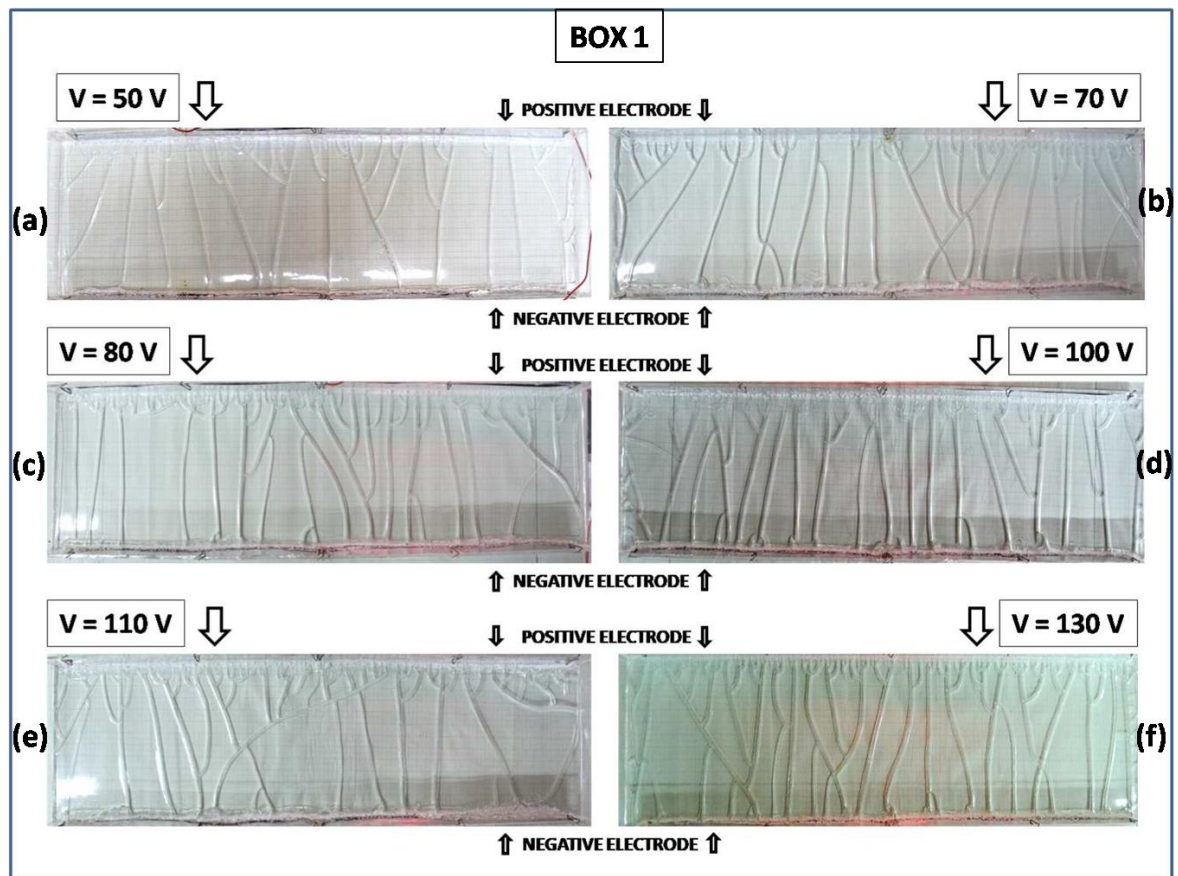 BOX 1
V = 50 V
POSITIVE ELECTRODE
V = 70 V
(a)
(b)
NEGATIVE ELECTRODE
V = 80 V
POSITIVE ELECTRODE
V = 100 V
(c)
(d)
NEGATIVE ELECTRODE
V = 110 V
POSITIVE ELECTRODE
V = 130 V
(e)
(f)
NEGATIVE ELECTRODE